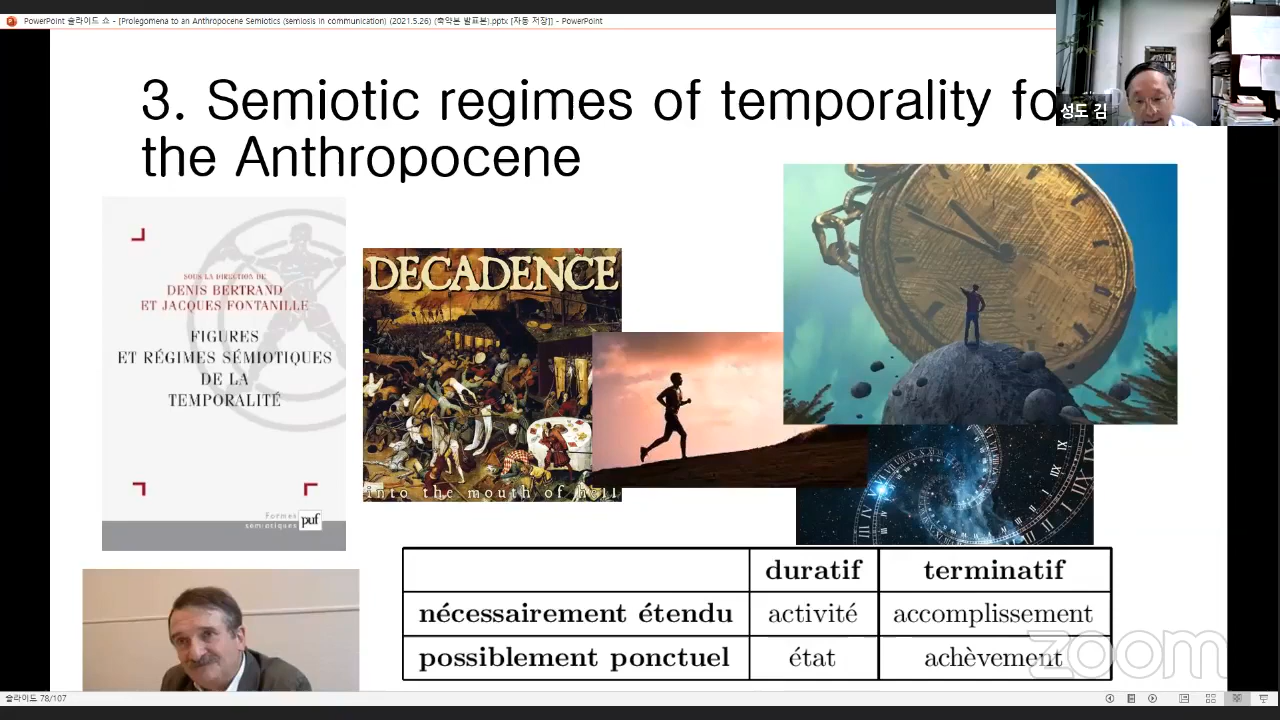 PowerPoint 슬라이드 쇼 - [Prolegomena to an Anthropocene Semiotics (semiosis in communication) (2021.5.26) (축약본 발표본).pptx [자동 저장]] - PowerPoint
성도 김
3. Semiotic regimes of temporality fo
the Anthropocene
SOUS LA DIRECTION DE
DENIS BERTRAND
ET JACQUES FONTANILLE
FIGURES
ET RÉGIMES SÉMIOTIQUES
DE LA
TEMPORALITÉ
Formes
sémiotiques
puf
DECADENCE
into the mouth of hell
IX
duratif terminatif
nécessairement étendu activité accomplissement
possiblement ponctuel état achèvement
zoom
슬라이드 78/107